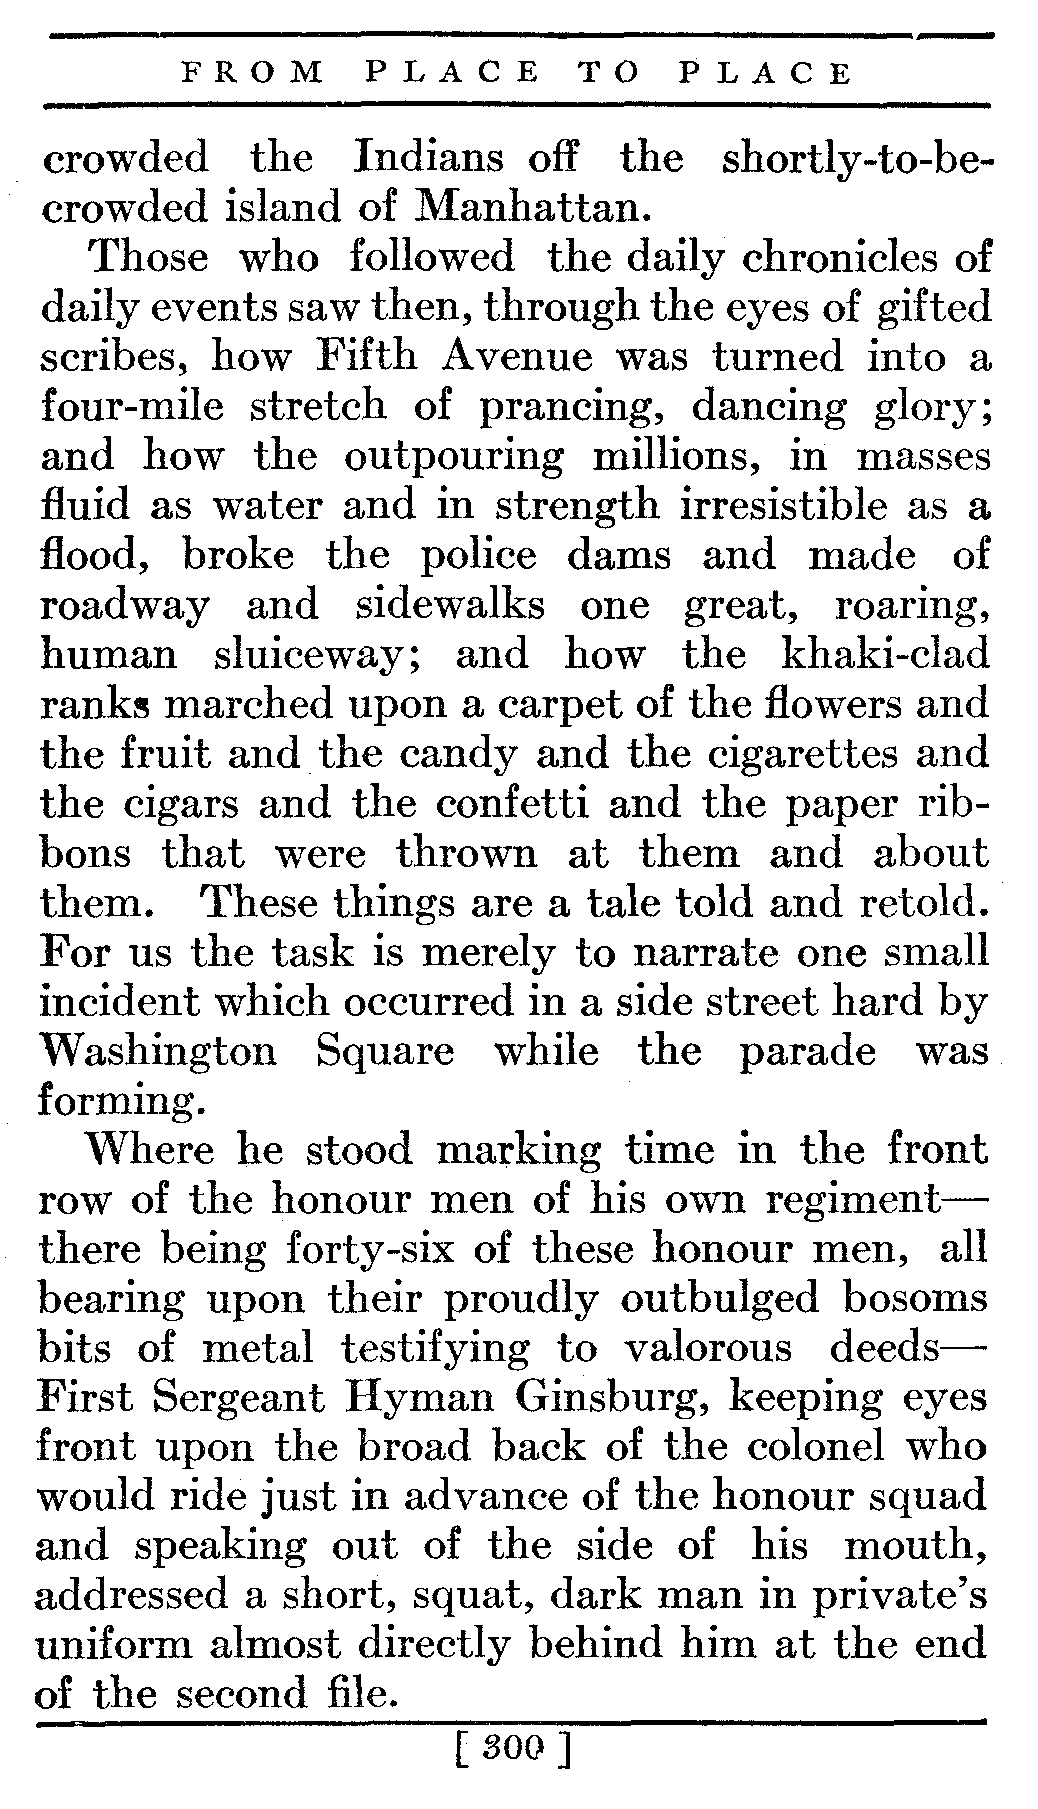 FROM PLACE TO PLACE
crowded the Indians off the shortly-to-be-
crowded island of Manhattan.
Those who followed the daily chronicles of
daily events saw then, through the eyes of gifted
scribes, how Fifth Avenue was turned into a
four-mile stretch of prancing, dancing glory;
and how the outpouring millions, in masses
fluid as water and in strength irresistible as a
flood, broke the police dams and made of
roadway and sidewalks one great, roaring,
human sluiceway; and how the khaki-clad
ranks marched upon a carpet of the flowers and
the fruit and the candy and the cigarettes and
the cigars and the confetti and the paper rib-
bons that were thrown at them and about
them. These things are a tale told and retold.
For us the task is merely to narrate one small
incident which occurred in a side street hard by
Washington Square while the parade was
forming.
Where he stood marking time in the front
row of the honour men of his own regiment—
there being forty-six of these honour men, all
bearing upon their proudly outbulged bosoms
bits of metal testifying to valorous deeds—
First Sergeant Hyman Ginsburg, keeping eyes
front upon the broad back of the colonel who
would ride just in advance of the honour squad
and speaking out of the side of his mouth,
addressed a short, squat, dark man in private's
uniform almost directly behind him at the end
of the second file.
[ 300 ]